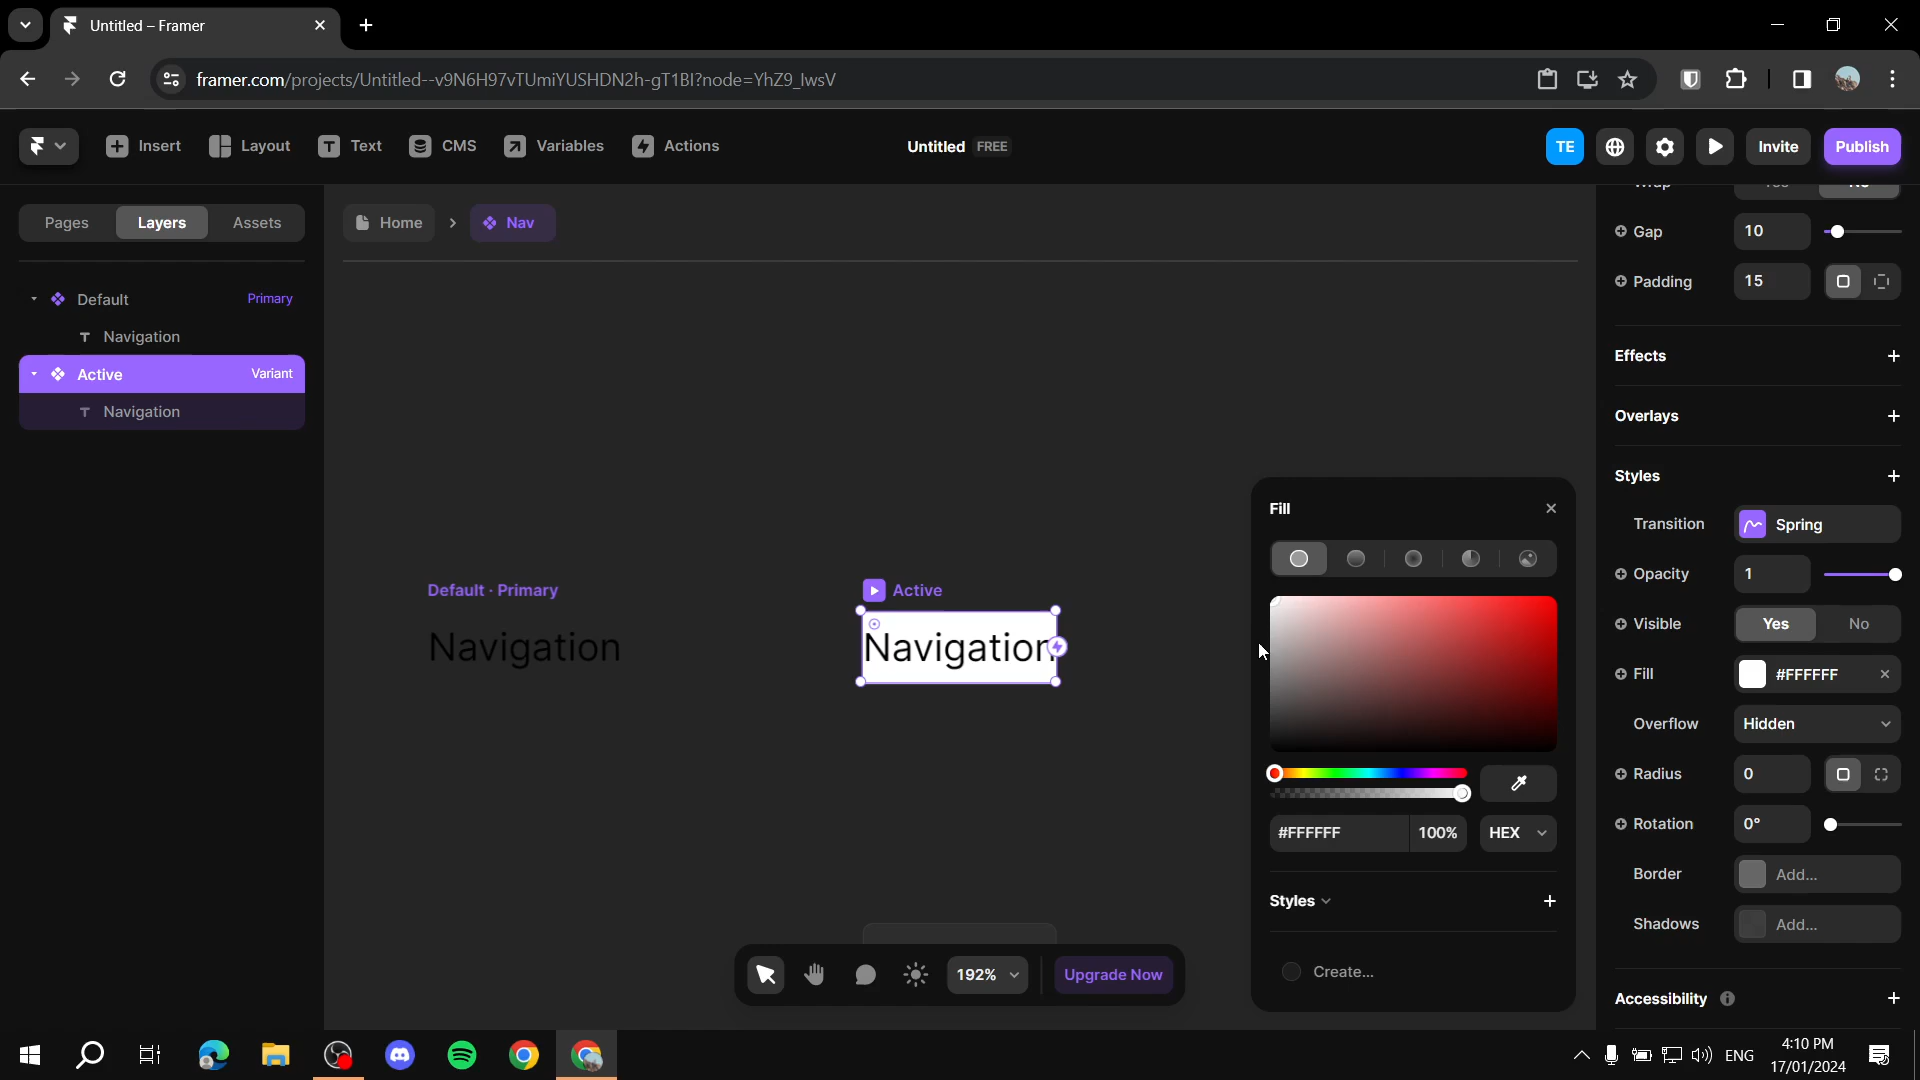 Untitled – Framer
framer.com/projects/Untitled--v9N6H97vTUmiYUSHDN2h-gT1BI?node=YhZ9_IwsV
Insert
Layout
Text
CMS
Variables
Actions
Untitled FREE
TE
Invite
Publish
Pages
Layers
Assets
Home
Nav
Default Primary
Navigation
Active Variant
Navigation
Default · Primary
Navigation
Active
Navigation
Fill
#FFFFFF 100% HEX
Styles
Create...
192%
Upgrade Now
Wrap Yes No
Gap 10
Padding 15
Effects
Overlays
Styles
Transition Spring
Opacity 1
Visible Yes No
Fill #FFFFFF
Overflow Hidden
Radius 0
Rotation 0°
Border Add...
Shadows Add...
Accessibility
ENG
4:10 PM
17/01/2024